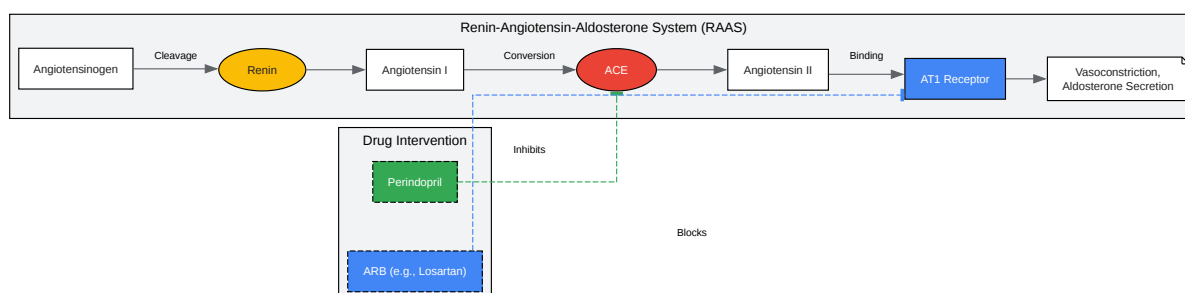 Renin-Angiotensin-Aldosterone System (RAAS)
Angiotensinogen
Cleavage
Renin
Angiotensin I
Conversion
ACE
Angiotensin II
Binding
AT1 Receptor
Vasoconstriction,
Aldosterone Secretion
Drug Intervention
Inhibits
Perindopril
Blocks
ARB (e.g., Losartan)